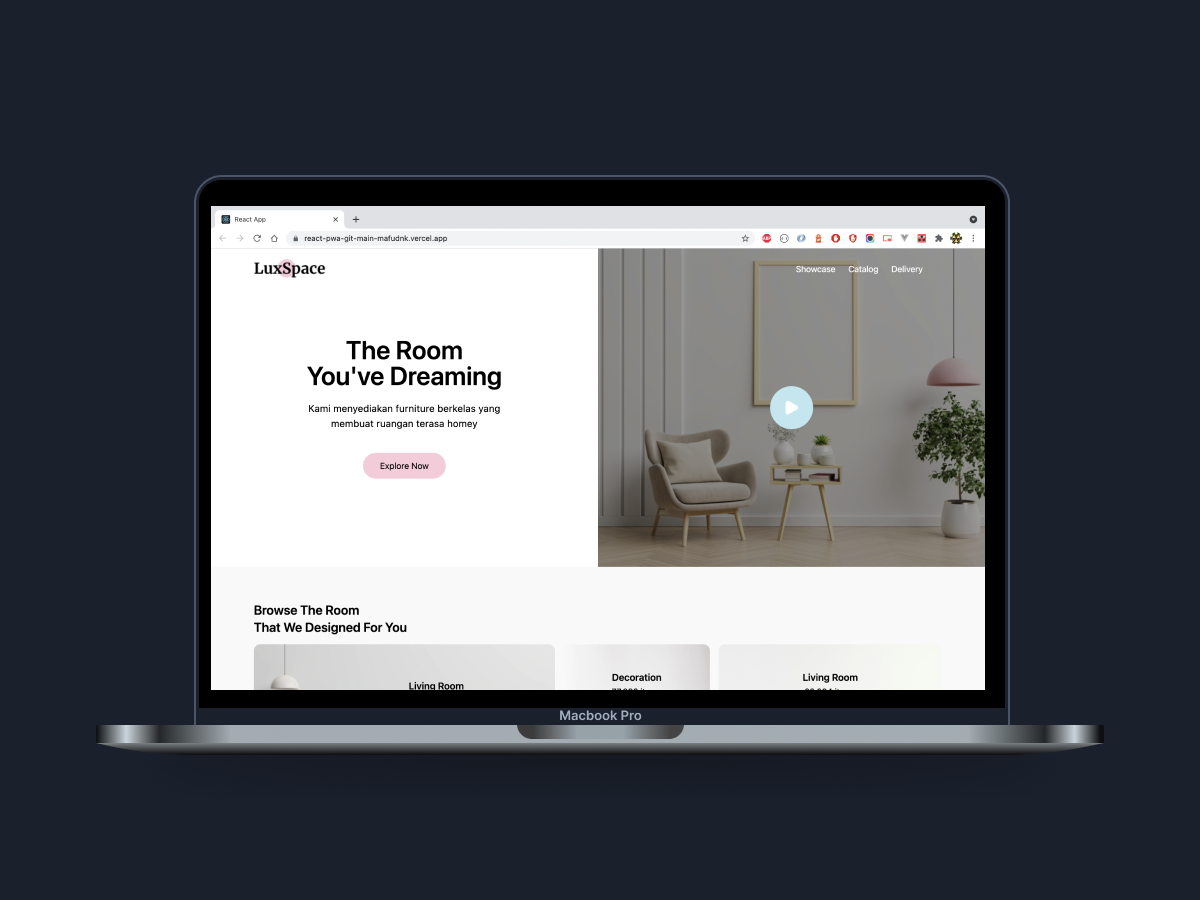 React App
react-pwa-git-main-mafudnk.vercel.app
LuxSpace
Showcase Catalog Delivery
The Room
You've Dreaming
Kami menyediakan furniture berkelas yang
membuat ruangan terasa homey
Explore Now
Browse The Room
That We Designed For You
Living Room
Decoration
Living Room
Macbook Pro